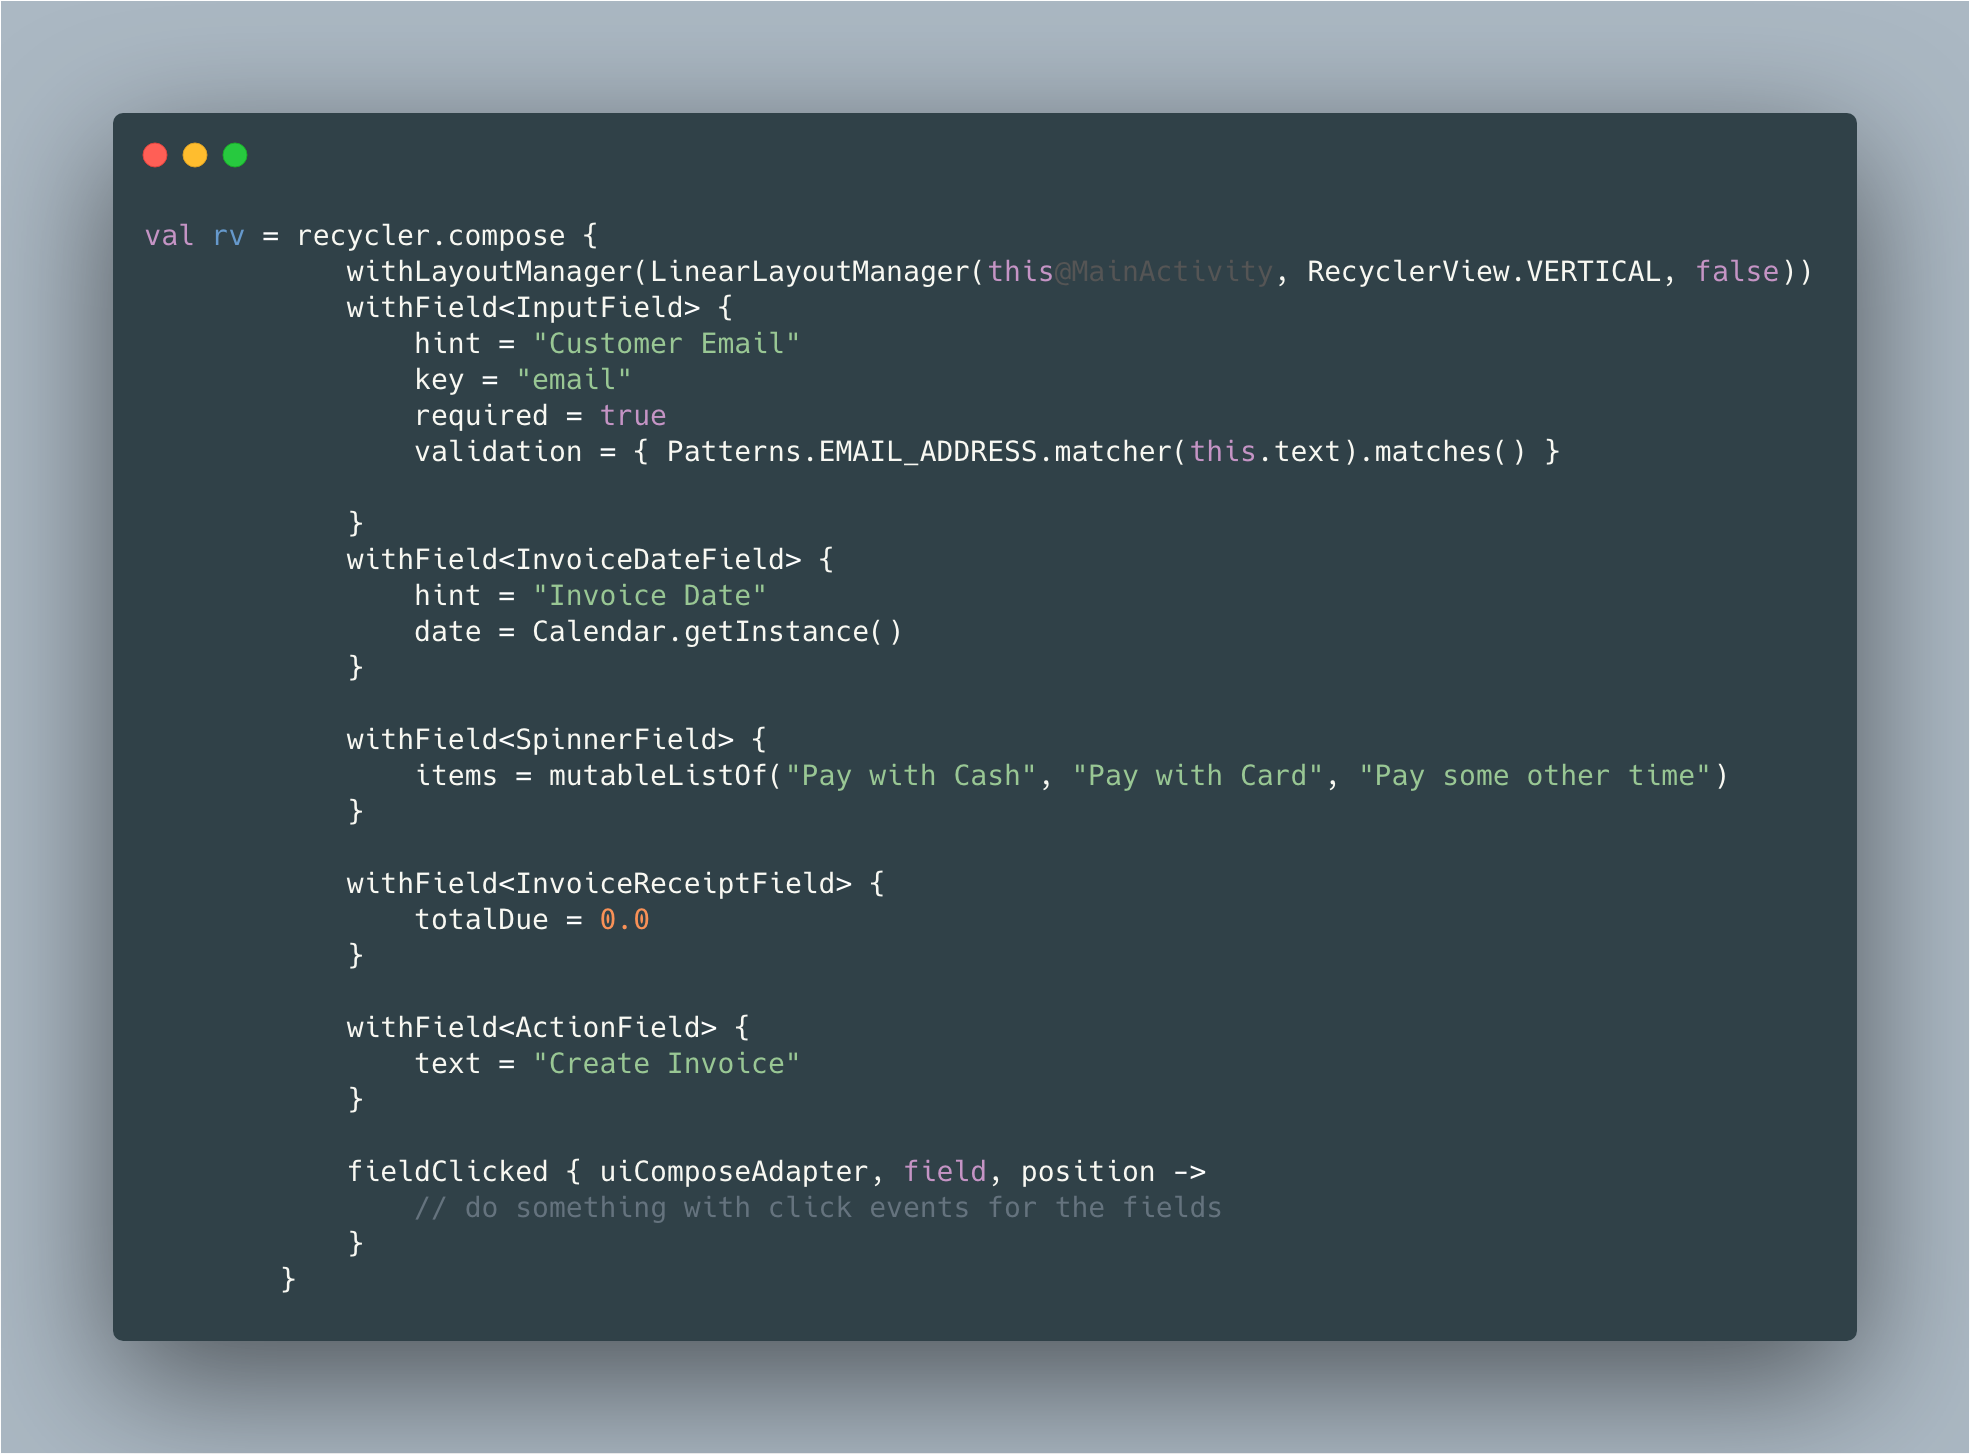 val rv = recycler.compose {
            withLayoutManager(LinearLayoutManager(this@MainActivity, RecyclerView.VERTICAL, false))
            withField<InputField> {
                hint = "Customer Email"
                key = "email"
                required = true
                validation = { Patterns.EMAIL_ADDRESS.matcher(this.text).matches() }

            }
            withField<InvoiceDateField> {
                hint = "Invoice Date"
                date = Calendar.getInstance()
            }

            withField<SpinnerField> {
                items = mutableListOf("Pay with Cash", "Pay with Card", "Pay some other time")
            }

            withField<InvoiceReceiptField> {
                totalDue = 0.0
            }

            withField<ActionField> {
                text = "Create Invoice"
            }

            fieldClicked { uiComposeAdapter, field, position ->
                // do something with click events for the fields
            }
        }